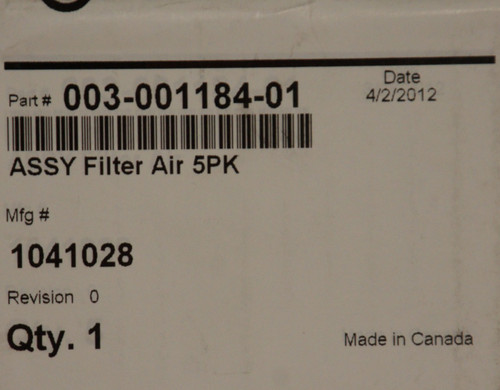 Date
Part # 003-001184-01 4/2/2012
ASSY Filter Air 5PK
Mfg #
1041028
Revision 0
Qty. 1 Made in Canada